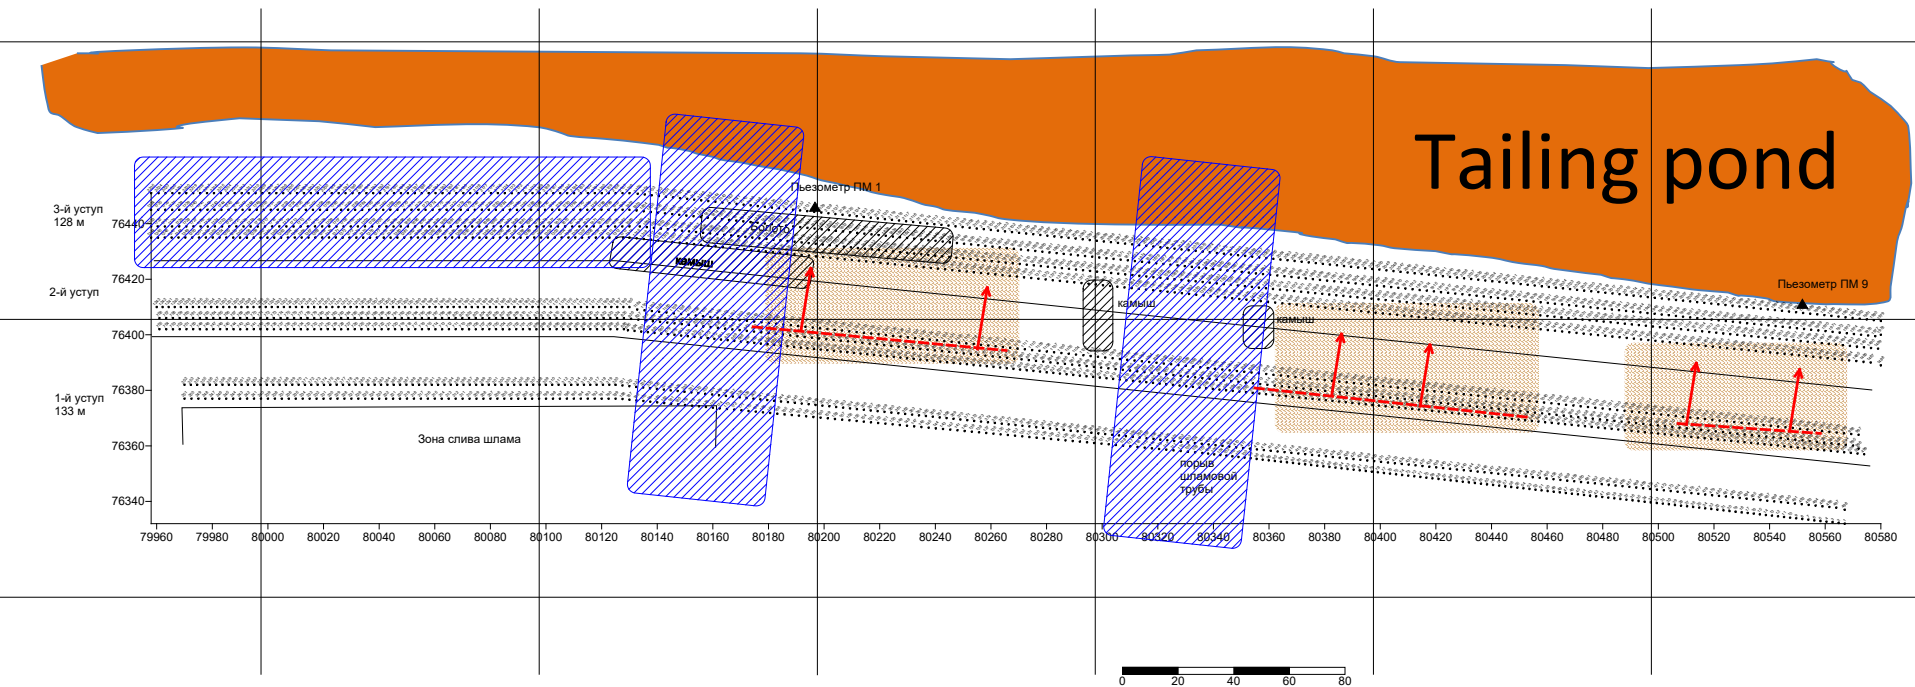 Tailing pond
Пьезометр ПМ 1
3-й уступ
128 м
76440
Болото
камыш
76420
2-й уступ
камыш
Пьезометр ПМ 9
камыш
76400
76380
1-й уступ
133 м
Зона слива шлама
76360
порыв
шламовой
трубы
76340
79960 79980 80000 80020 80040 80060 80080 80100 80120 80140 80160 80180 80200 80220 80240 80260 80280 80300 80320 80340 80360 80380 80400 80420 80440 80460 80480 80500 80520 80540 80560 80580
0 20 40 60 80